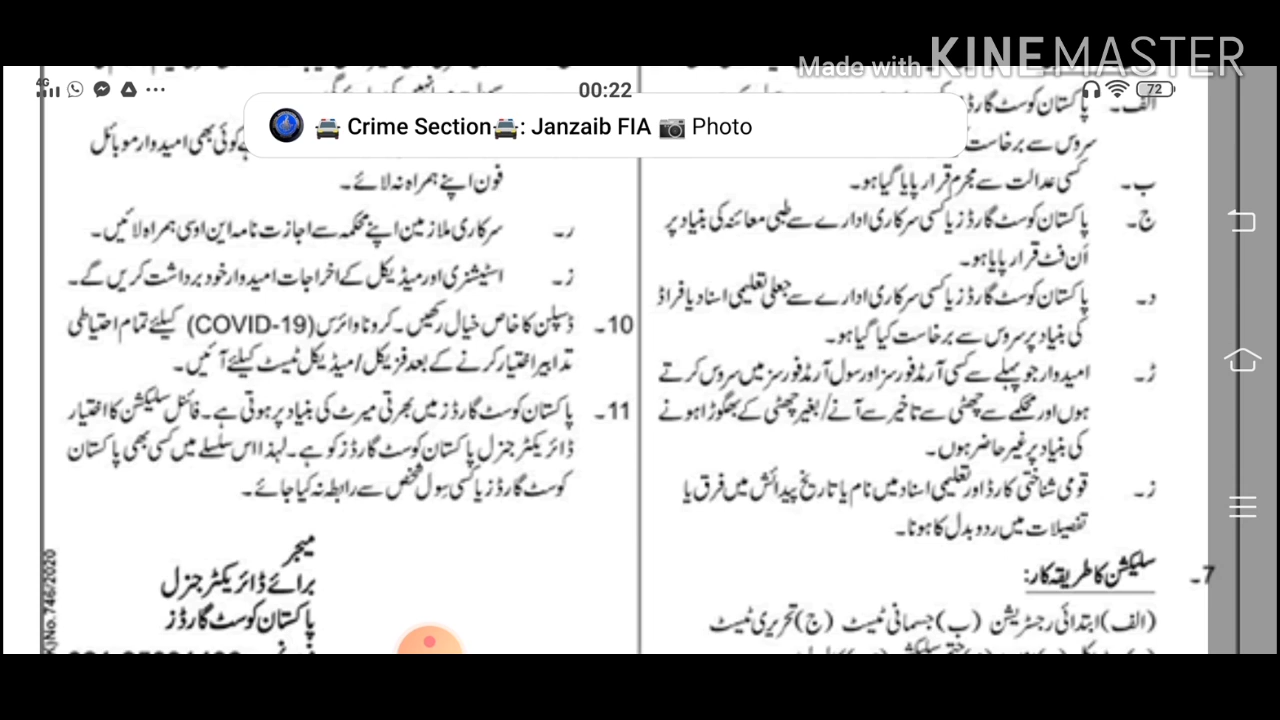 Made with KINEMASTER
4G
00:22
72
🚔 Crime Section🚔: Janzaib FIA 📷 Photo
الف۔ پاکستان کوسٹ گارڈز
سروس سے برخاست
ب۔ کسی عدالت سے مجرم قرار پایا گیا ہو۔
ج۔ پاکستان کوسٹ گارڈز یا کسی سرکاری ادارے سے طبی معائنہ کی بنیاد پر
اَن فٹ قرار پایا ہو۔
د۔ پاکستان کوسٹ گارڈز یا کسی سرکاری ادارے سے جعلی تعلیمی اسناد یا فراڈ
کی بنیاد پر سروس سے برخاست کیا گیا ہو۔
ڑ۔ امیدوار جو پہلے سے کسی آرمڈ فورسز اور سول آرمڈ فورسز میں سروس کرتے
ہوں اور محکمے سے چھٹی سے تاخیر سے آنے/بغیر چھٹی کے بھگوڑا ہونے
کی بنیاد پر غیر حاضر ہوں۔
ز۔ قومی شناختی کارڈ اور تعلیمی اسناد میں نام یا تاریخ پیدائش میں فرق یا
تفصیلات میں ردو بدل کا ہونا۔
7۔ سلیکشن کا طریقہ کار:
(الف) ابتدائی رجسٹریشن (ب) جسمانی ٹیسٹ (ج) تحریری ٹیسٹ
کوئی بھی امیدوار موبائل
فون اپنے ہمراہ نہ لائے۔
ر۔ سرکاری ملازمین اپنے محکمہ سے اجازت نامہ این او سی ہمراہ لائیں۔
ز۔ اسٹیشنری اور میڈیکل کے اخراجات امیدوار خود برداشت کریں گے۔
10۔ ڈسپلن کا خاص خیال رکھیں۔ کرونا وائرس (COVID-19) کیلئے تمام احتیاطی
تدابیر اختیار کرنے کے بعد فزیکل/میڈیکل ٹیسٹ کیلئے آئیں۔
11۔ پاکستان کوسٹ گارڈز میں بھرتی میرٹ کی بنیاد پر ہوتی ہے۔ فائنل سلیکشن کا اختیار
ڈائریکٹر جنرل پاکستان کوسٹ گارڈز کو ہے۔ لہذا اس سلسلے میں کسی بھی پاکستان
کوسٹ گارڈز یا کسی سول شخص سے رابطہ نہ کیا جائے۔
میجر
برائے ڈائریکٹر جنرل
پاکستان کوسٹ گارڈز
No.746/2020